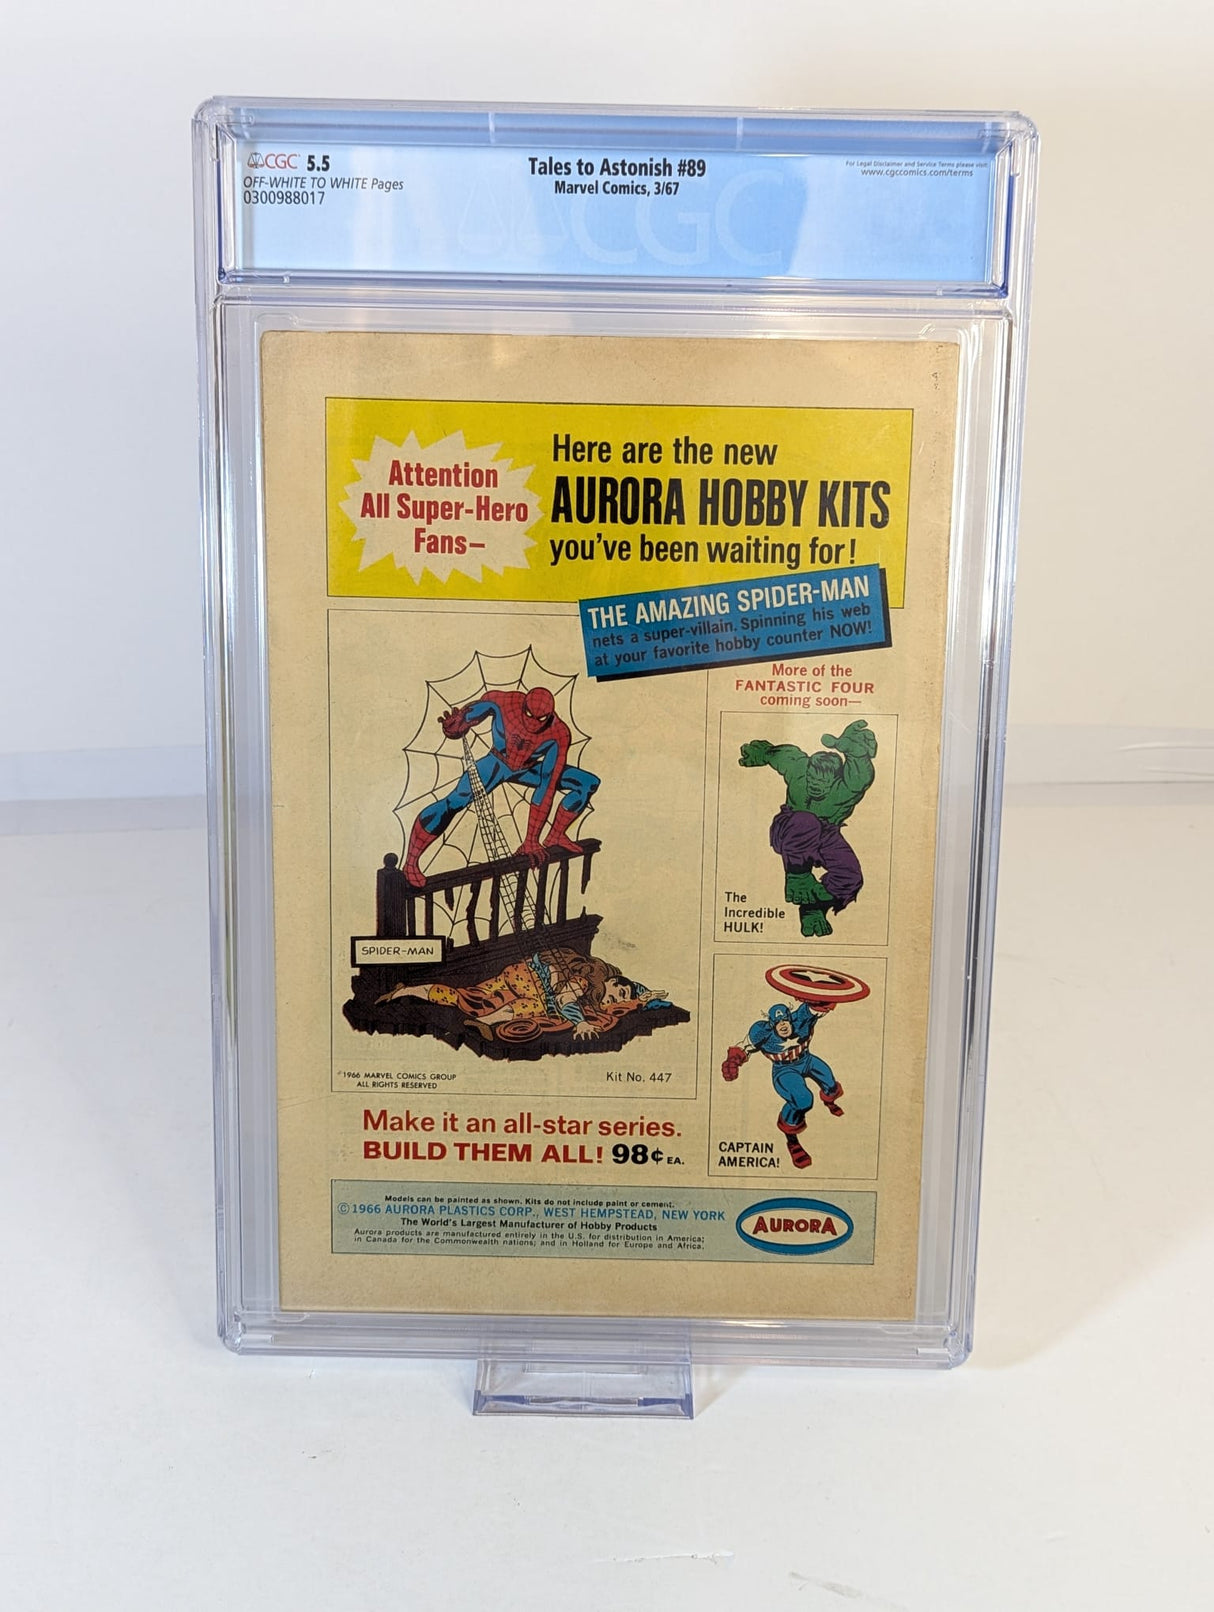 CGC 5.5
OFF-WHITE TO WHITE Pages
0300988017
Tales to Astonish #89
Marvel Comics, 3/67
For Legal Disclaimer and Service Terms please visit:
www.cgccomics.com/terms
CGC
Attention
All Super-Hero
Fans—
Here are the new
AURORA HOBBY KITS
you've been waiting for!
THE AMAZING SPIDER-MAN
nets a super-villain. Spinning his web
at your favorite hobby counter NOW!
More of the
FANTASTIC FOUR
coming soon—
SPIDER-MAN
©1966 MARVEL COMICS GROUP
ALL RIGHTS RESERVED
Kit No. 447
The
Incredible
HULK!
A
CAPTAIN
AMERICA!
Make it an all-star series.
BUILD THEM ALL! 98¢ EA.
Models can be painted as shown. Kits do not include paint or cement.
©1966 AURORA PLASTICS CORP., WEST HEMPSTEAD, NEW YORK
The World's Largest Manufacturer of Hobby Products
Aurora products are manufactured entirely in the U.S. for distribution in America;
in Canada for the Commonwealth nations; and in Holland for Europe and Africa.
AURORA